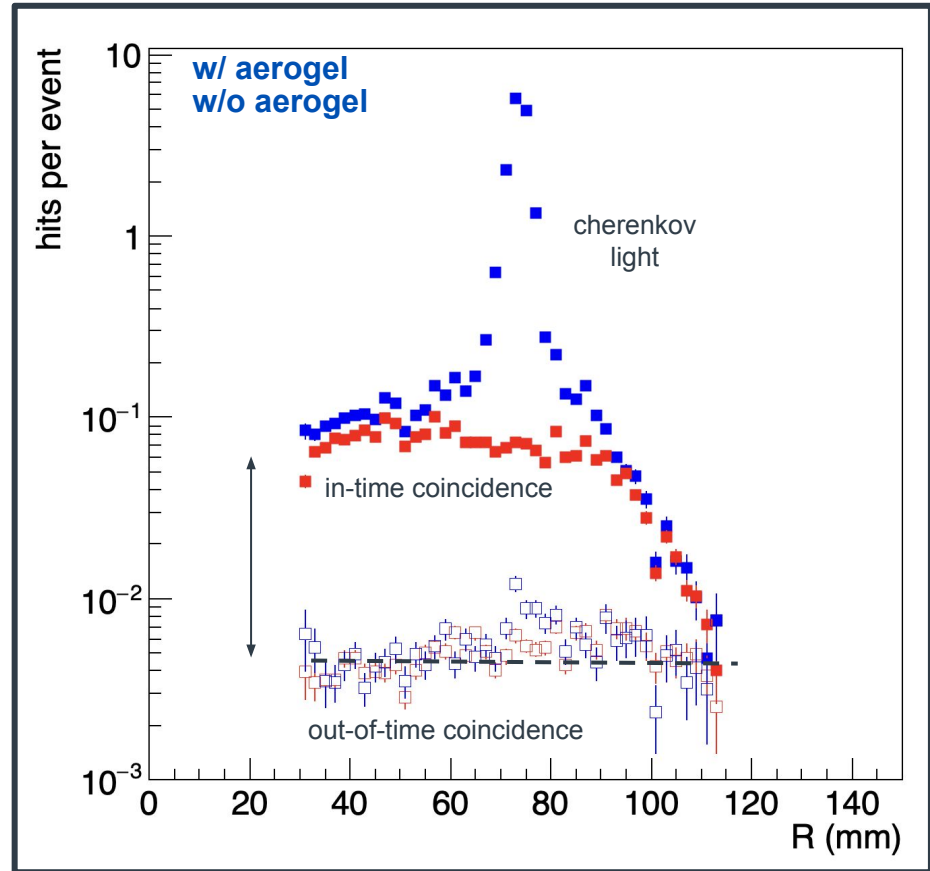 10
w/ aerogel
w/o aerogel
hits per event
1
cherenkov
light
10⁻¹
in-time coincidence
10⁻²
out-of-time coincidence
10⁻³
0 20 40 60 80 100 120 140
R (mm)